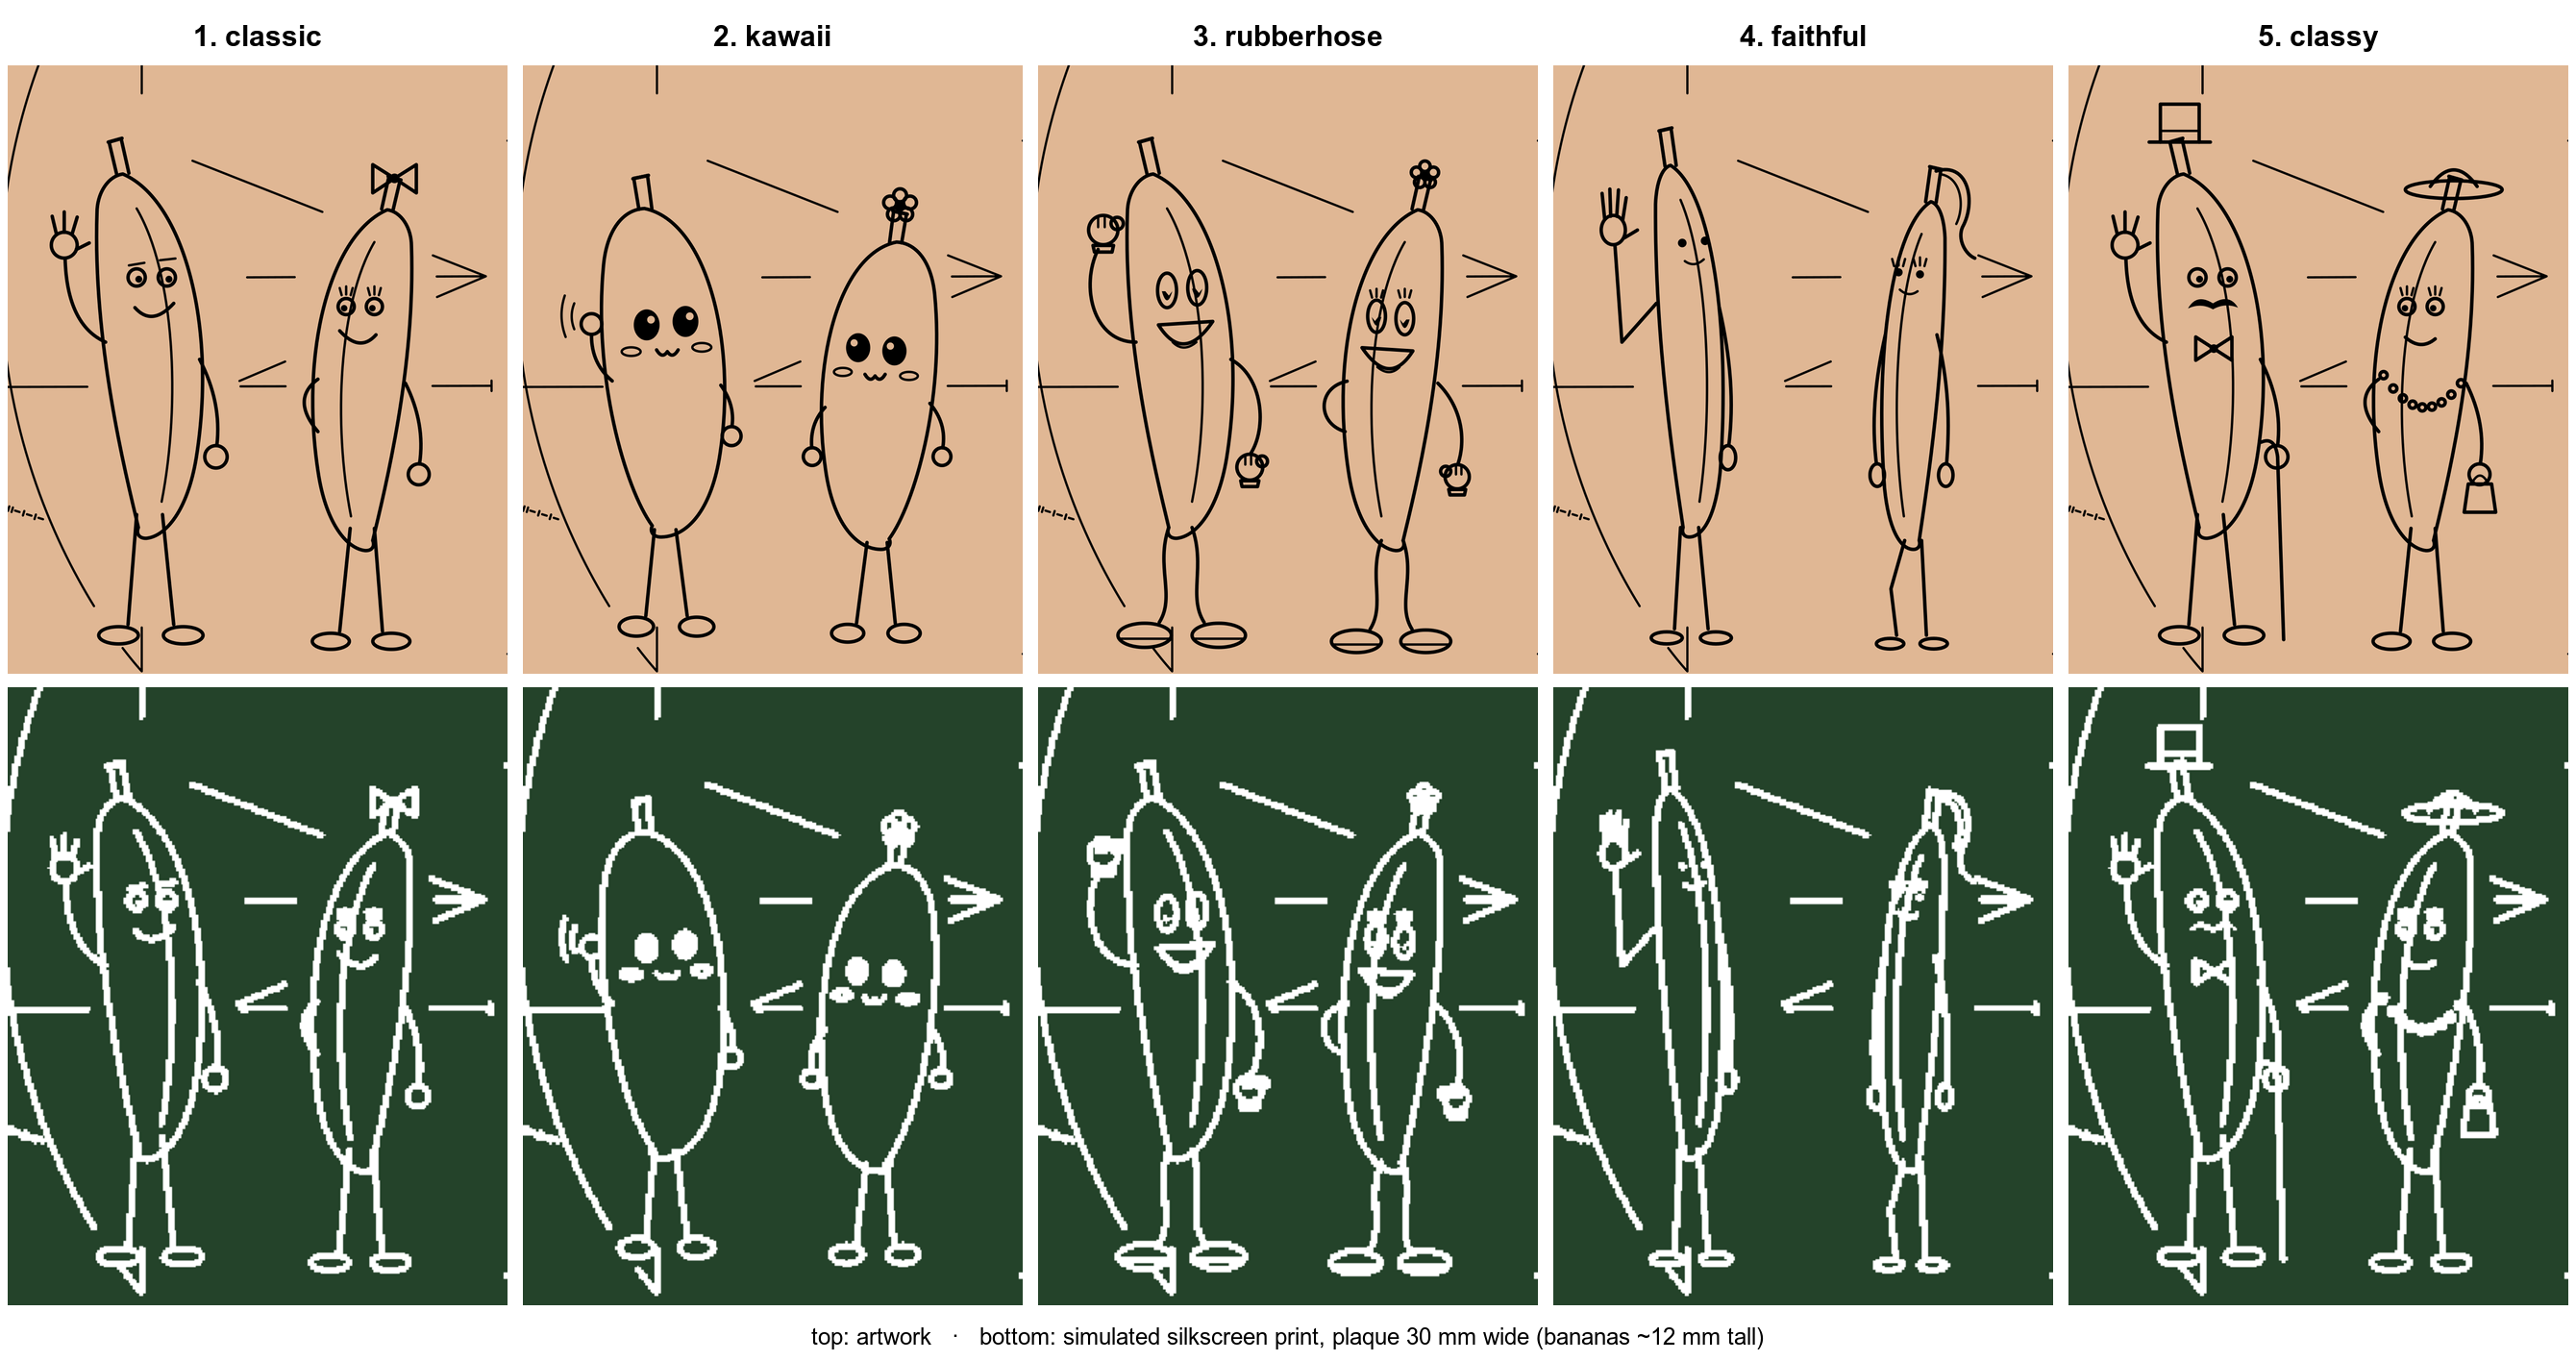 1. classic
2. kawaii
3. rubberhose
4. faithful
5. classy
top: artwork · bottom: simulated silkscreen print, plaque 30 mm wide (bananas ~12 mm tall)